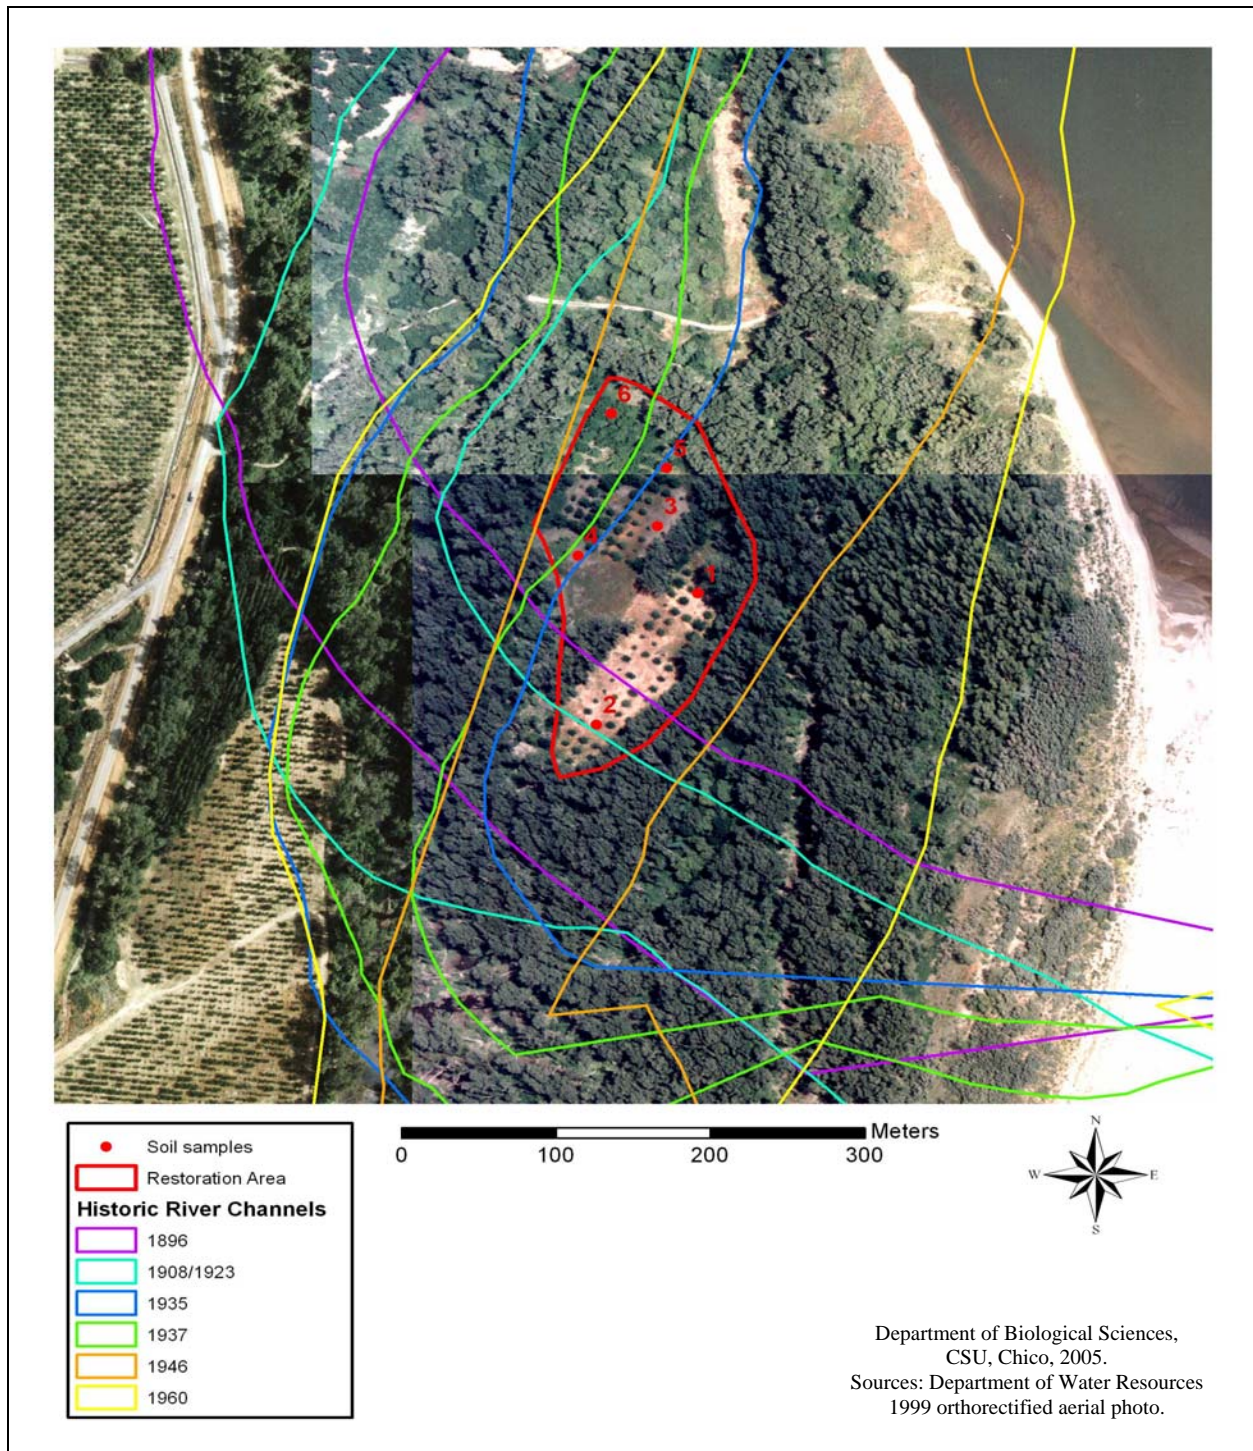 6
5
3
4
1
2
Soil samples
Restoration Area
Historic River Channels
1896
1908/1923
1935
1937
1946
1960
Meters
0 100 200 300
N
W E
S
Department of Biological Sciences,
CSU, Chico, 2005.
Sources: Department of Water Resources
1999 orthorectified aerial photo.